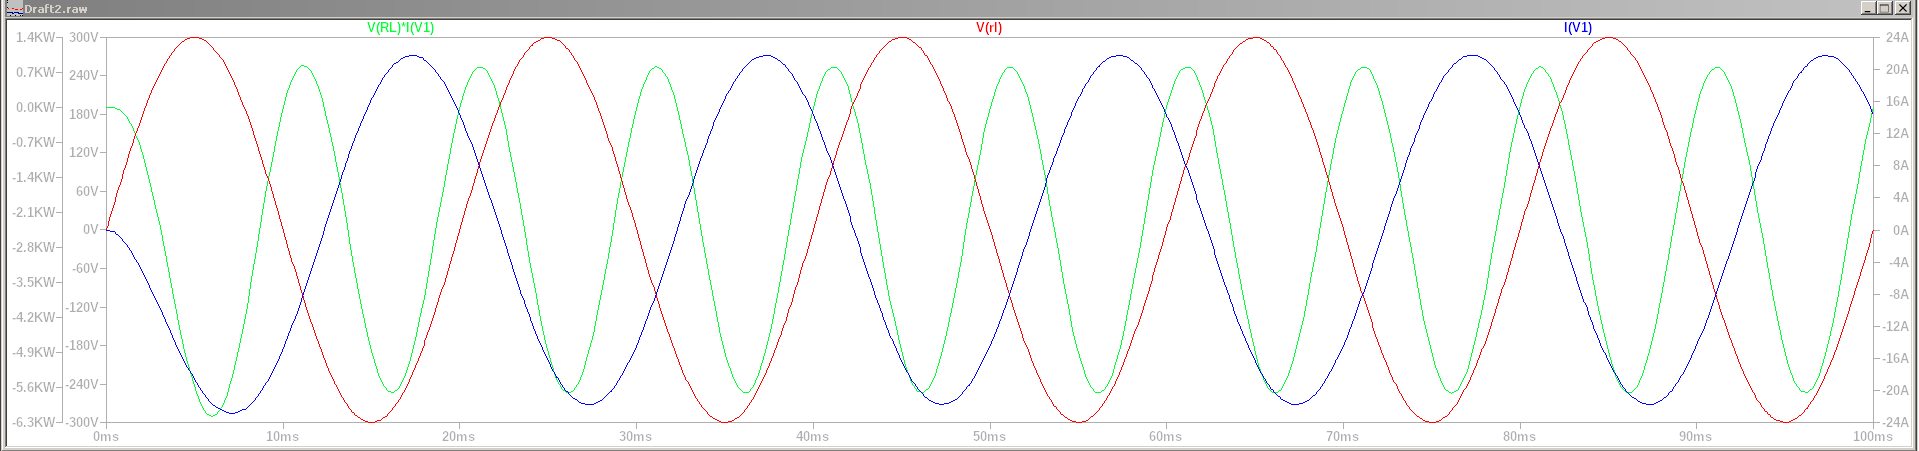 Draft2.raw
V(RL)*I(V1) V(rl) I(V1)
1.4KW 300V 24A
0.7KW 240V 20A
0.0KW 180V 16A
-0.7KW 120V 12A
-1.4KW 60V 8A
-2.1KW 0V 4A
-2.8KW -60V 0A
-3.5KW -120V -4A
-4.2KW -180V -8A
-4.9KW -240V -12A
-5.6KW -300V -16A
-6.3KW -20A
-24A
0ms 10ms 20ms 30ms 40ms 50ms 60ms 70ms 80ms 90ms 100ms